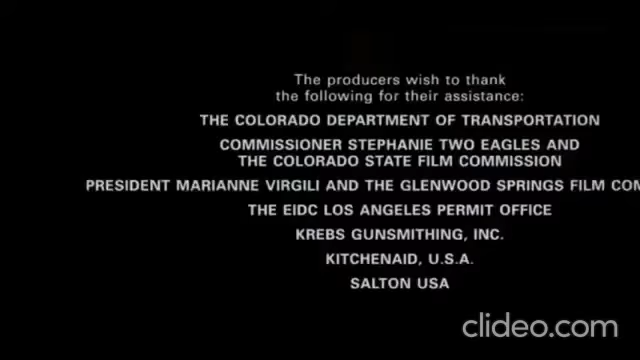 The producers wish to thank
the following for their assistance:
THE COLORADO DEPARTMENT OF TRANSPORTATION
COMMISSIONER STEPHANIE TWO EAGLES AND
THE COLORADO STATE FILM COMMISSION
PRESIDENT MARIANNE VIRGILI AND THE GLENWOOD SPRINGS FILM COM
THE EIDC LOS ANGELES PERMIT OFFICE
KREBS GUNSMITHING, INC.
KITCHENAID, U.S.A.
SALTON USA
clideo.com